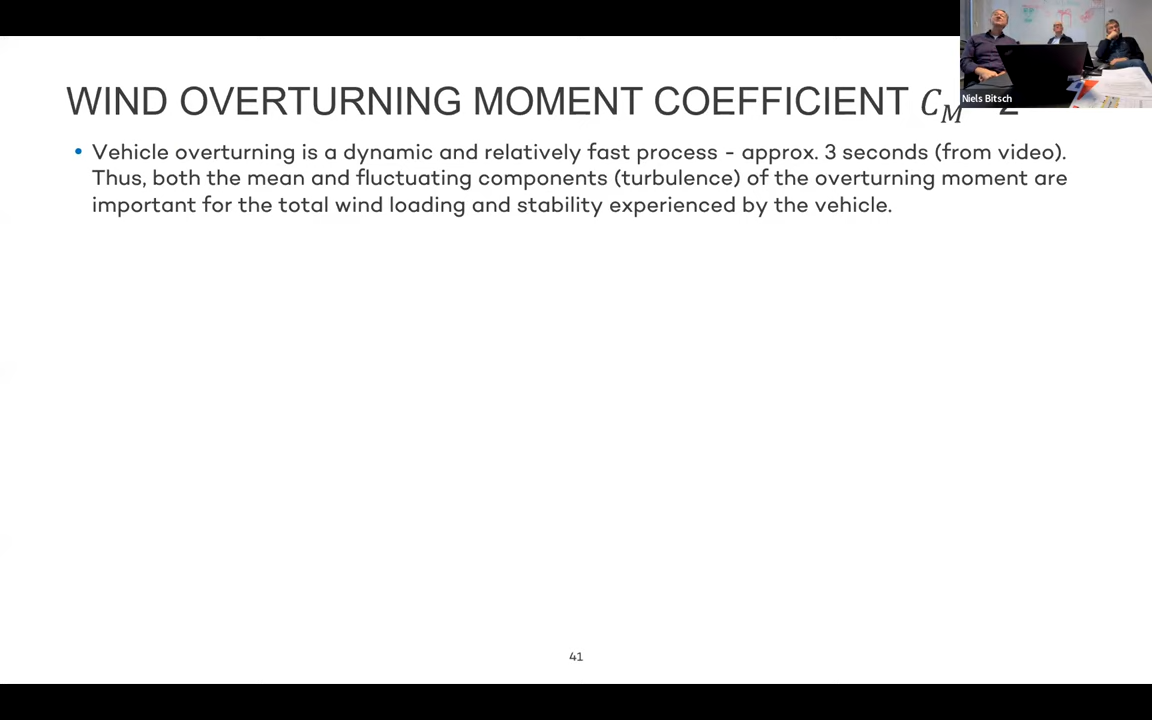 WIND OVERTURNING MOMENT COEFFICIENT C_M
Niels Bitsch
• Vehicle overturning is a dynamic and relatively fast process - approx. 3 seconds (from video).
Thus, both the mean and fluctuating components (turbulence) of the overturning moment are
important for the total wind loading and stability experienced by the vehicle.
41